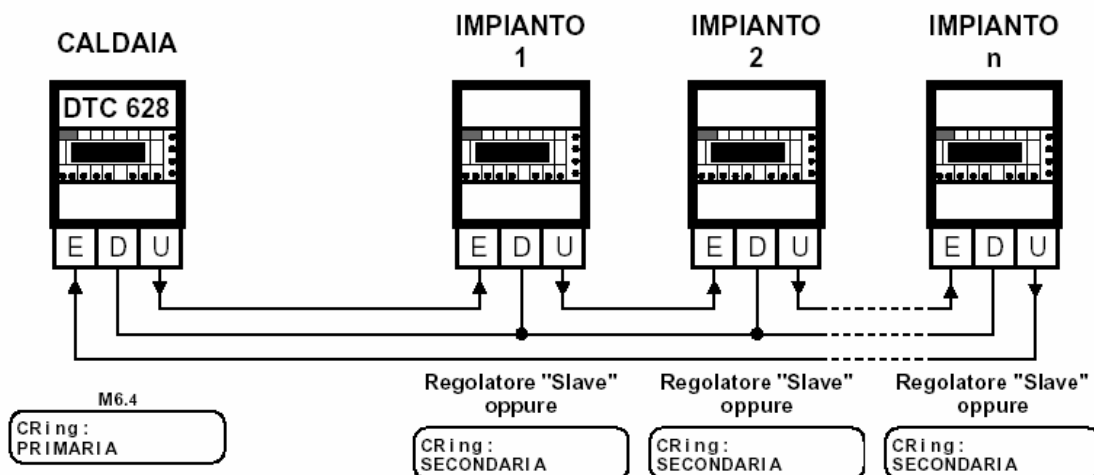 CALDAIA
IMPIANTO
1
IMPIANTO
2
IMPIANTO
n
DTC 628
E D U
E D U
E D U
E D U
M6.4
CRing:
PRIMARIA
Regolatore "Slave"
oppure
CRing:
SECONDARIA
Regolatore "Slave"
oppure
CRing:
SECONDARIA
Regolatore "Slave"
oppure
CRing:
SECONDARIA